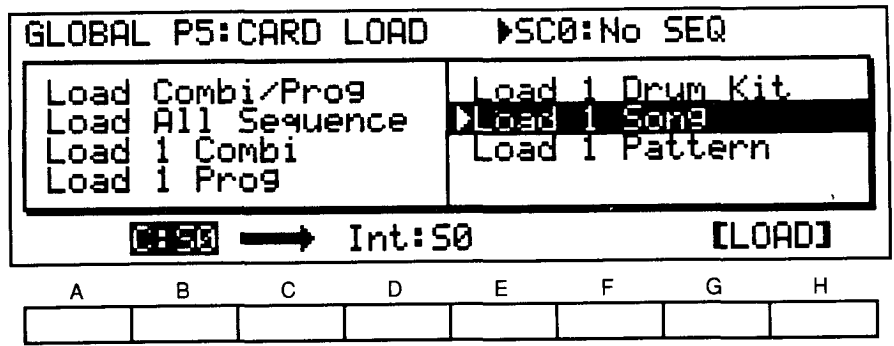 GLOBAL P5:CARD LOAD ▶SC0:No SEQ
Load Combi/Prog
Load All Sequence
Load 1 Combi
Load 1 Prog
Load 1 Drum Kit
▶Load 1 Song
Load 1 Pattern
C:S0 → Int:S0 [LOAD]
A B C D E F G H